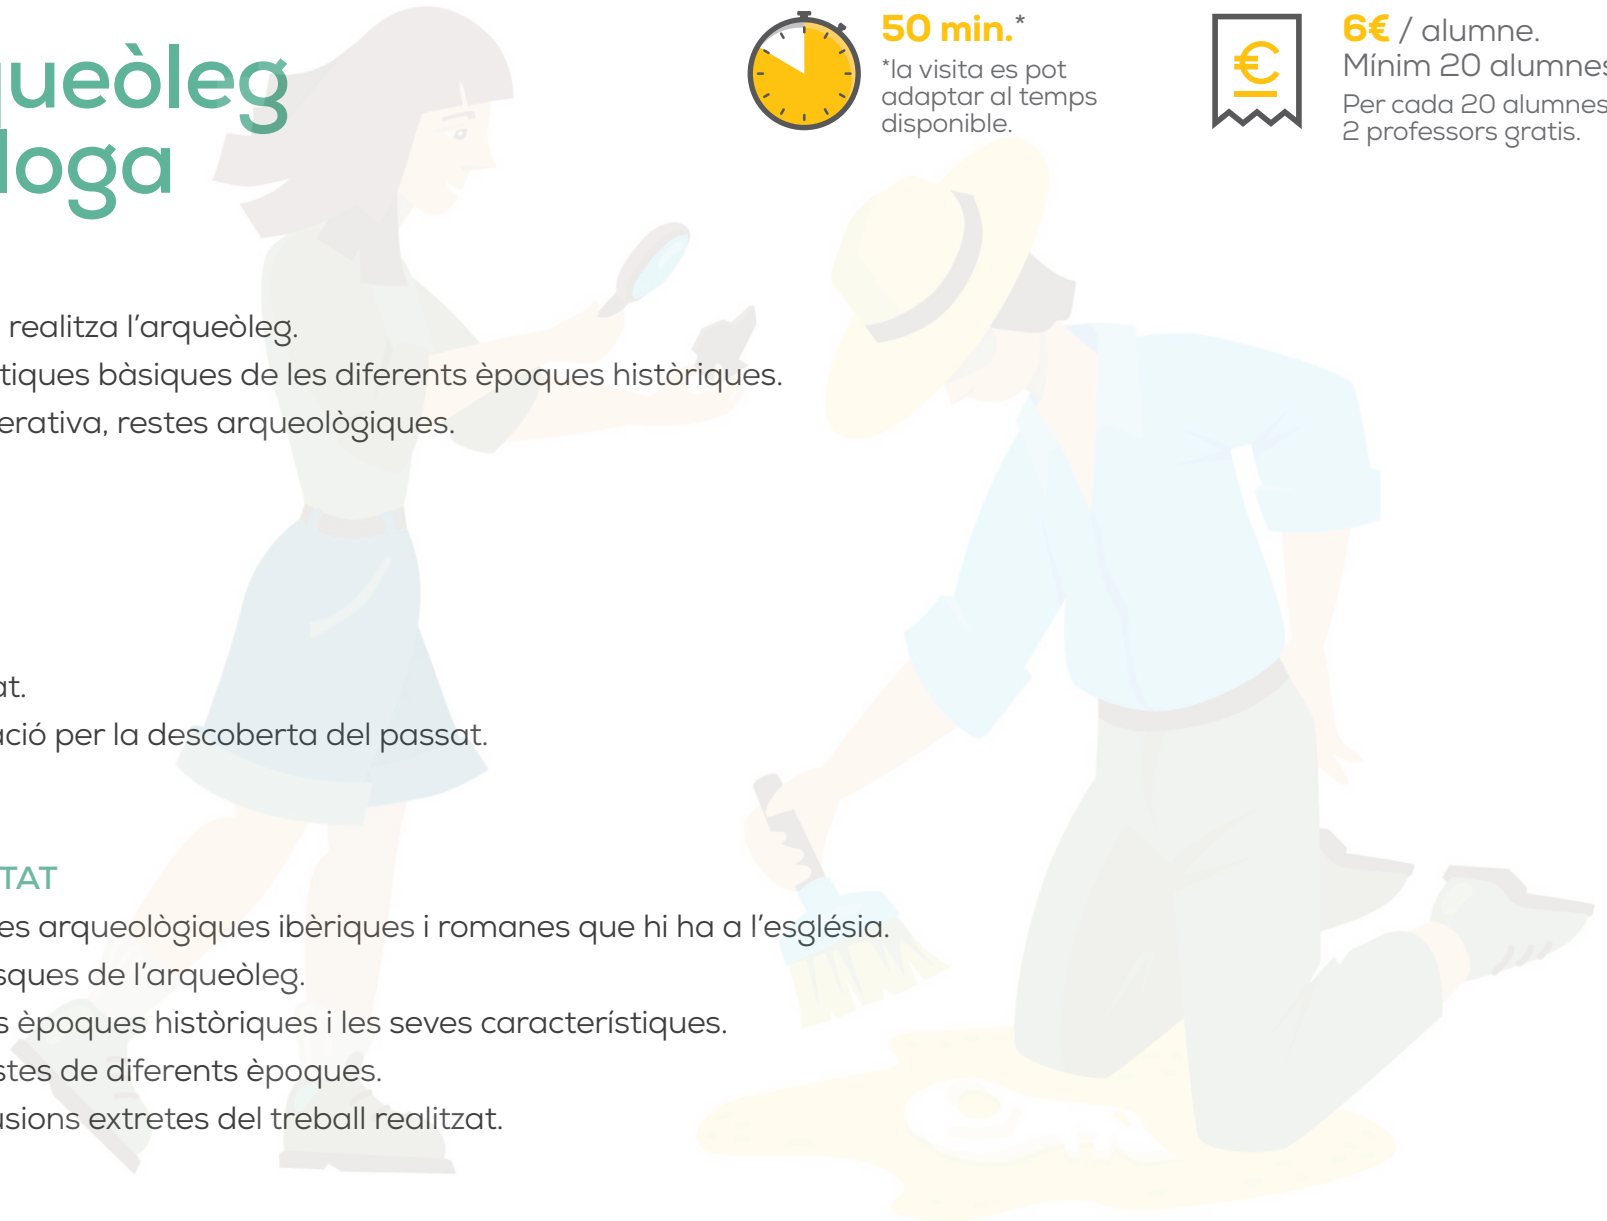 queòleg
loga
50 min.*
*la visita es pot
adaptar al temps
disponible.
6€ / alumne.
Mínim 20 alumnes
Per cada 20 alumnes
2 professors gratis.
realitza l’arqueòleg.
tiques bàsiques de les diferents èpoques històriques.
erativa, restes arqueològiques.
at.
ació per la descoberta del passat.
TAT
es arqueològiques ibèriques i romanes que hi ha a l’església.
sques de l’arqueòleg.
s èpoques històriques i les seves característiques.
stes de diferents èpoques.
usions extretes del treball realitzat.